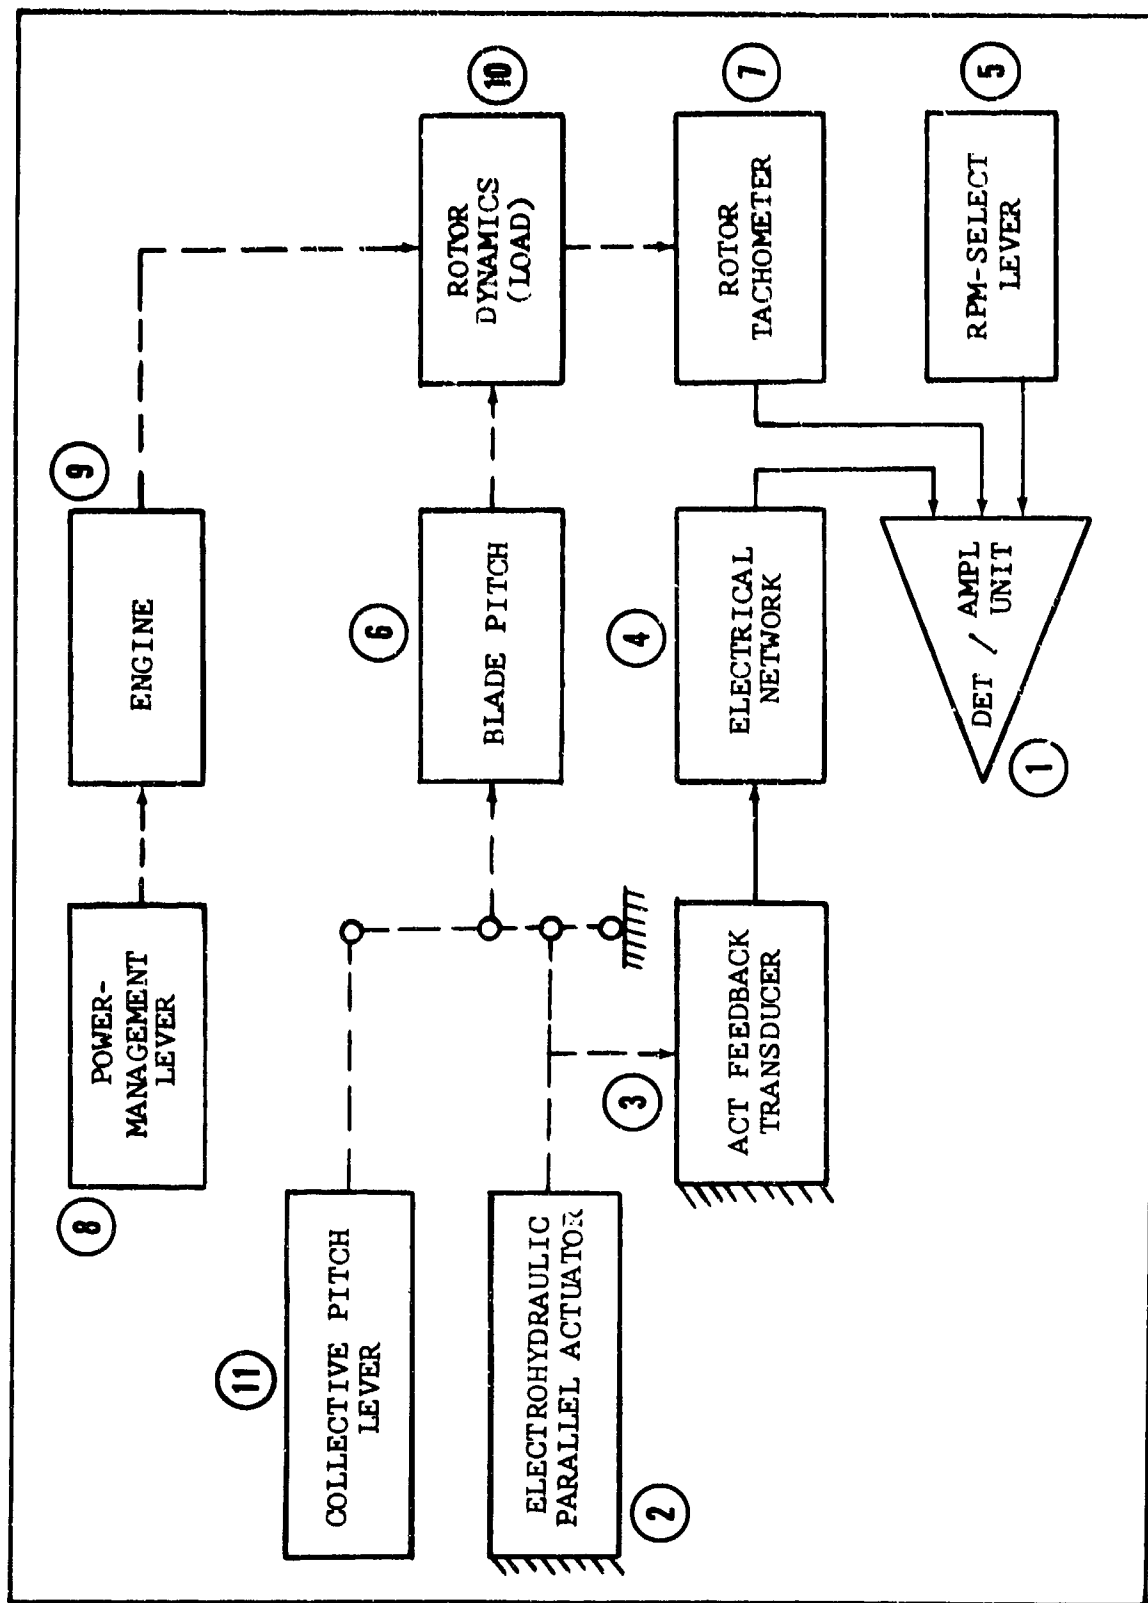 8
POWER-
MANAGEMENT
LEVER
9
ENGINE
11
COLLECTIVE PITCH
LEVER
6
BLADE PITCH
10
ROTOR
DYNAMICS
(LOAD)
2
ELECTROHYDRAULIC
PARALLEL ACTUATOR
3
ACT FEEDBACK
TRANSDUCER
4
ELECTRICAL
NETWORK
7
ROTOR
TACHOMETER
1
DET / AMPL
UNIT
5
RPM-SELECT
LEVER